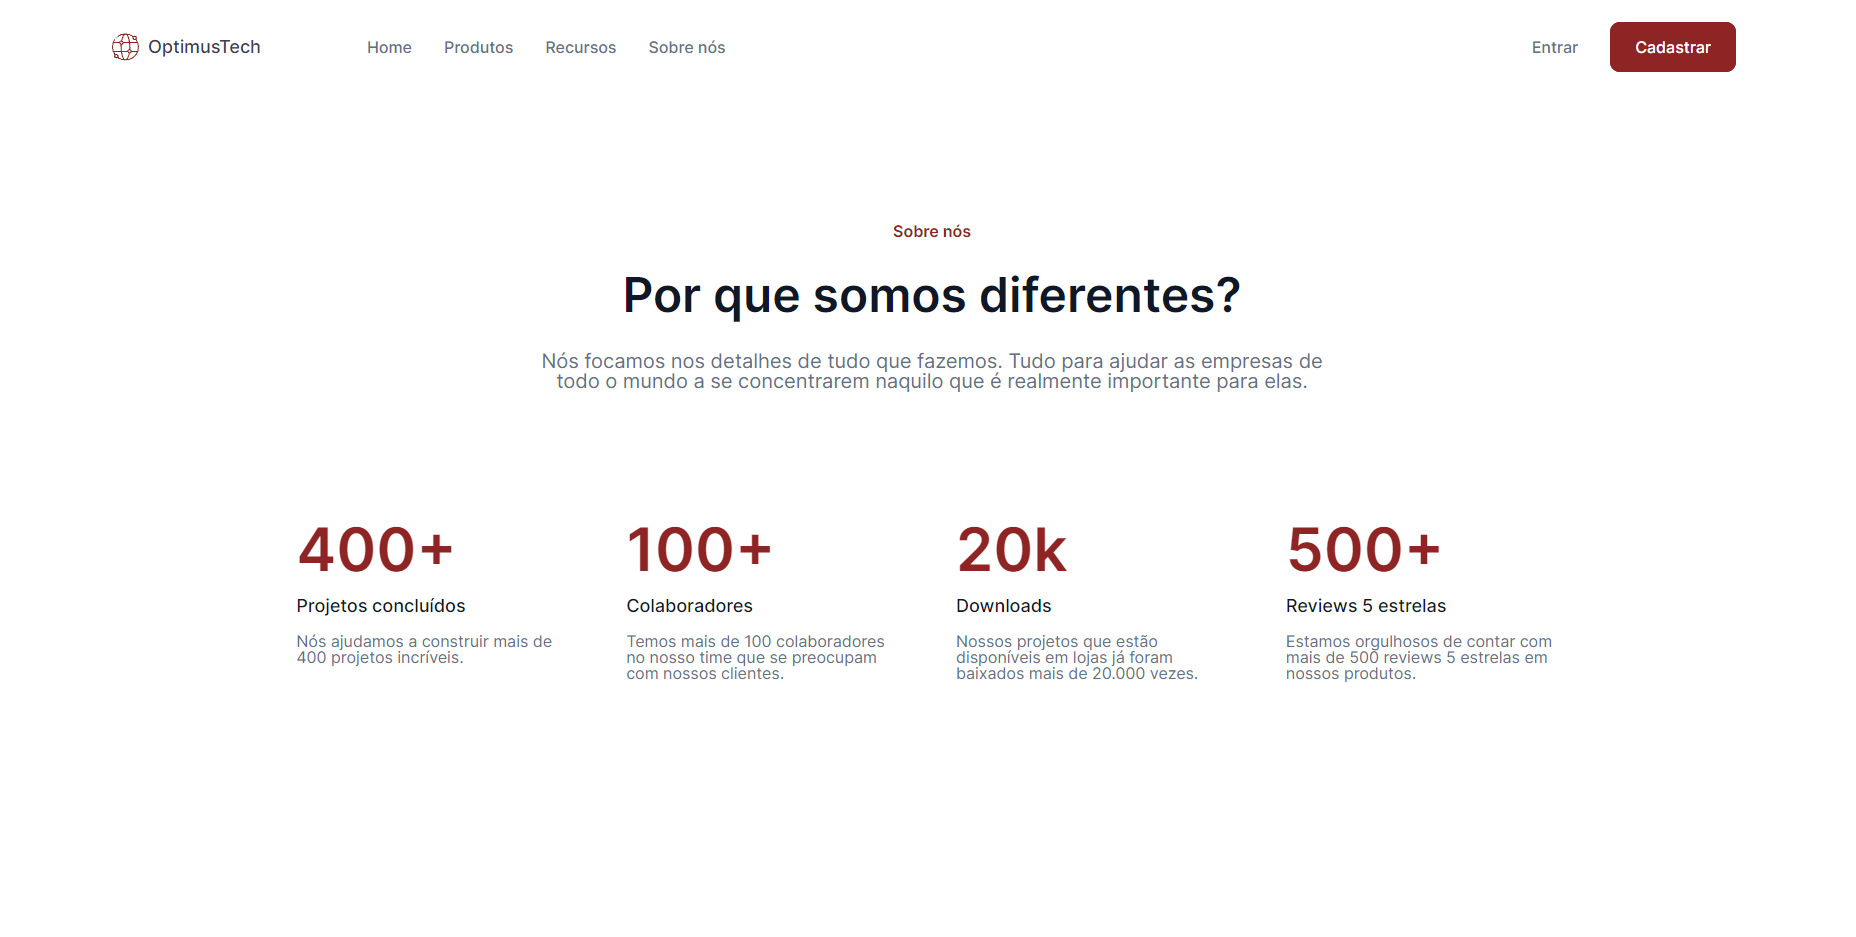 OptimusTech
Home
Produtos
Recursos
Sobre nós
Entrar
Cadastrar
Sobre nós
Por que somos diferentes?
Nós focamos nos detalhes de tudo que fazemos. Tudo para ajudar as empresas de
todo o mundo a se concentrarem naquilo que é realmente importante para elas.
400+
Projetos concluídos
Nós ajudamos a construir mais de
400 projetos incríveis.
100+
Colaboradores
Temos mais de 100 colaboradores
no nosso time que se preocupam
com nossos clientes.
20k
Downloads
Nossos projetos que estão
disponíveis em lojas já foram
baixados mais de 20.000 vezes.
500+
Reviews 5 estrelas
Estamos orgulhosos de contar com
mais de 500 reviews 5 estrelas em
nossos produtos.